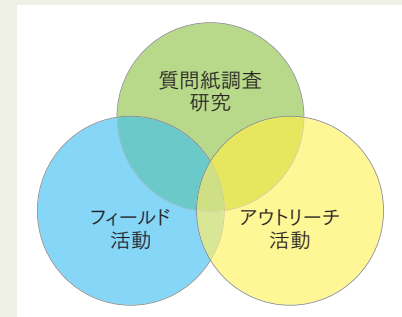 質問紙調査
研究
フィールド
活動
アウトリーチ
活動